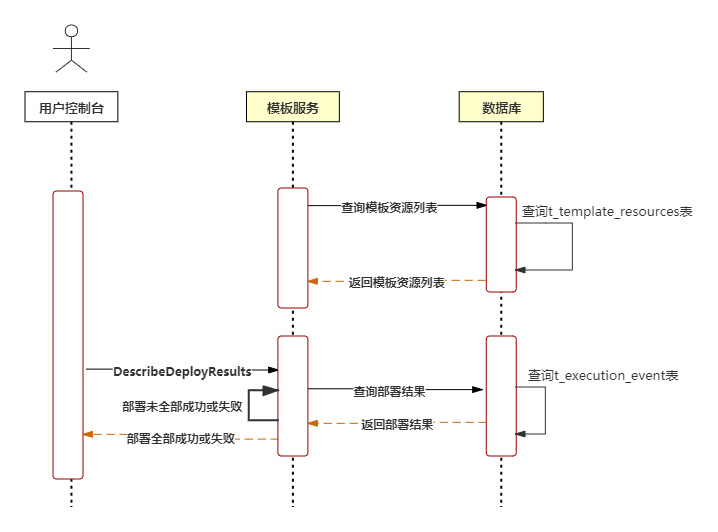 用户控制台
模板服务
数据库
查询模板资源列表
查询t_template_resources表
返回模板资源列表
DescribeDeployResults
查询t_execution_event表
查询部署结果
部署未全部成功或失败
返回部署结果
部署全部成功或失败